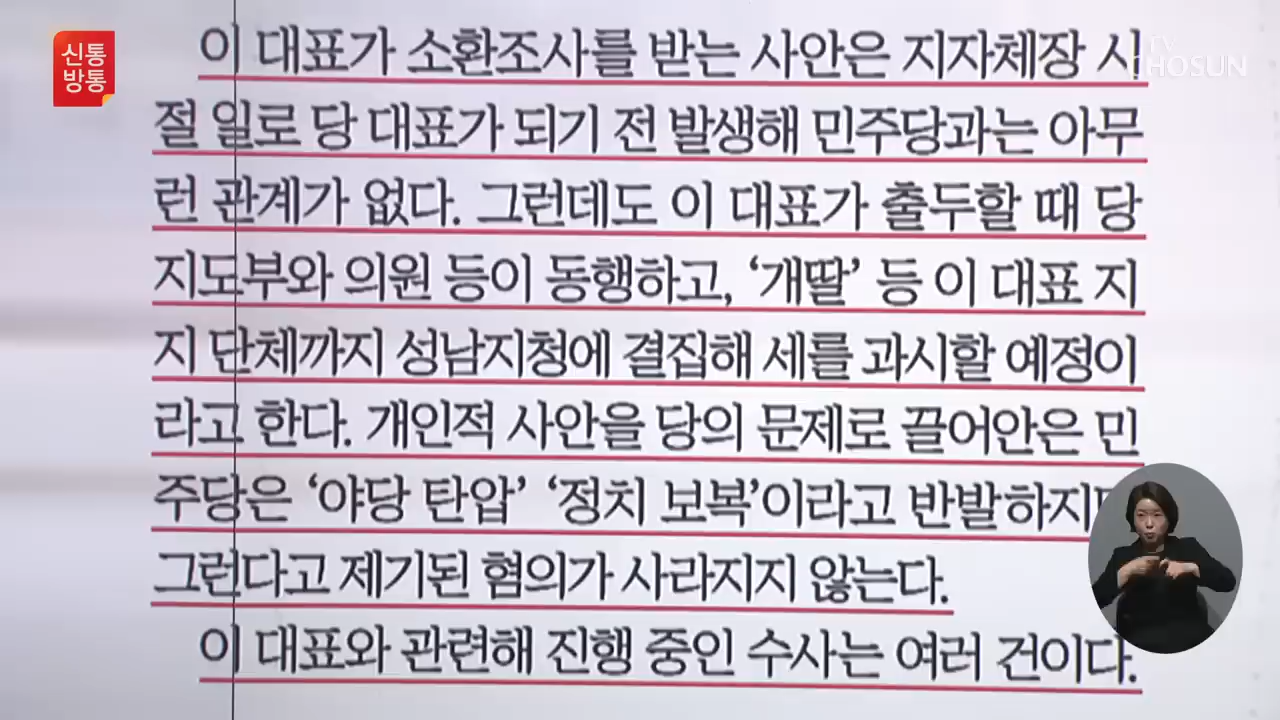 신통
방통
TV
CHOSUN
이 대표가 소환조사를 받는 사안은 지자체장 시
절 일로 당 대표가 되기 전 발생해 민주당과는 아무
런 관계가 없다. 그런데도 이 대표가 출두할 때 당
지도부와 의원 등이 동행하고, ‘개딸’ 등 이 대표 지
지 단체까지 성남지청에 결집해 세를 과시할 예정이
라고 한다. 개인적 사안을 당의 문제로 끌어안은 민
주당은 ‘야당 탄압’ ‘정치 보복’이라고 반발하지
그런다고 제기된 혐의가 사라지지 않는다.
이 대표와 관련해 진행 중인 수사는 여러 건이다.